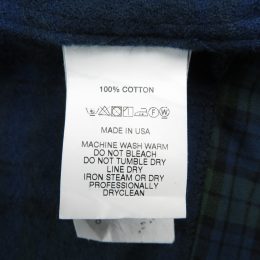 100% COTTON
F W
MADE IN USA
MACHINE WASH WARM
DO NOT BLEACH
DO NOT TUMBLE DRY
LINE DRY
IRON STEAM OR DRY
PROFESSIONALLY
DRYCLEAN